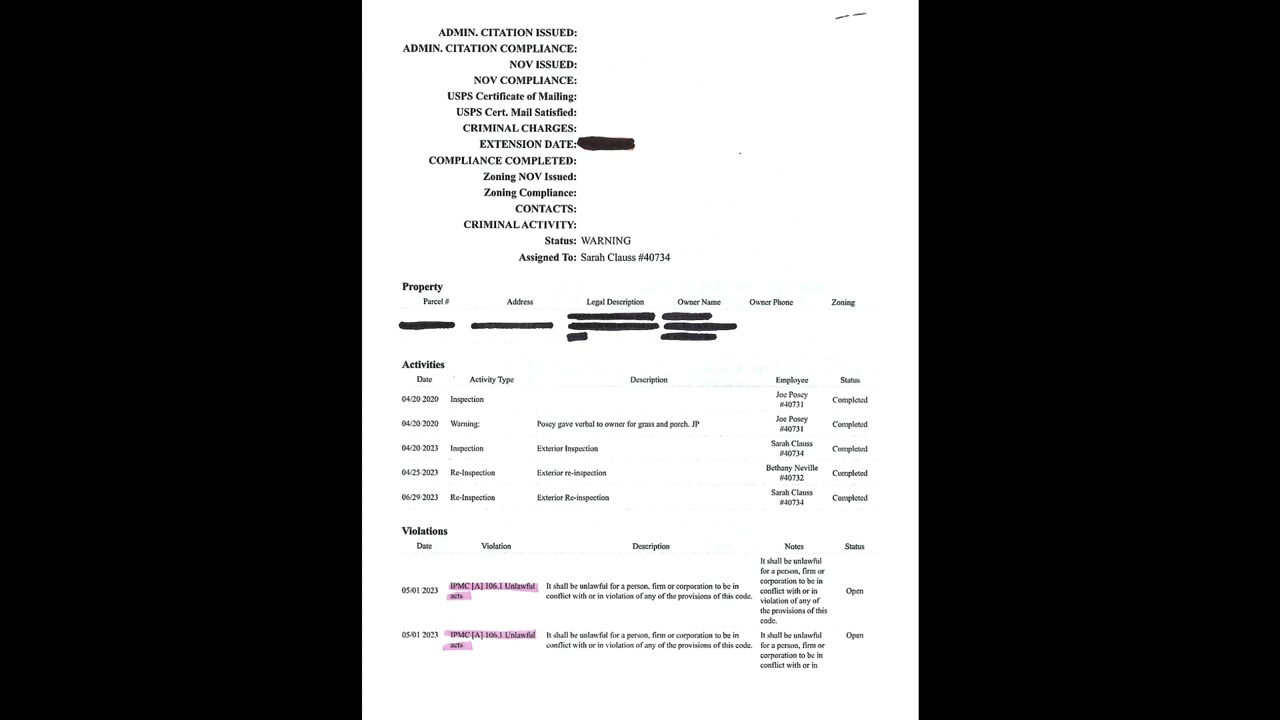 ADMIN. CITATION ISSUED:
ADMIN. CITATION COMPLIANCE:
NOV ISSUED:
NOV COMPLIANCE:
USPS Certificate of Mailing:
USPS Cert. Mail Satisfied:
CRIMINAL CHARGES:
EXTENSION DATE:
COMPLIANCE COMPLETED:
Zoning NOV Issued:
Zoning Compliance:
CONTACTS:
CRIMINAL ACTIVITY:
Status: WARNING
Assigned To: Sarah Clauss #40734
Property
Parcel # Address Legal Description Owner Name Owner Phone Zoning
Activities
Date Activity Type Description Employee Status
04/20/2020 Inspection Joe Posey #40731 Completed
04/20/2020 Warning: Posey gave verbal to owner for grass and porch. JP Joe Posey #40731 Completed
04/20/2023 Inspection Exterior Inspection Sarah Clauss #40734 Completed
04/25/2023 Re-Inspection Exterior re-inspection Bethany Neville #40732 Completed
06/29/2023 Re-Inspection Exterior Re-inspection Sarah Clauss #40734 Completed
Violations
Date Violation Description Notes Status
05/01/2023 IPMC [A] 106.1 Unlawful acts It shall be unlawful for a person, firm or corporation to be in conflict with or in violation of any of the provisions of this code. It shall be unlawful for a person, firm or corporation to be in conflict with or in violation of any of the provisions of this code. Open
05/01/2023 IPMC [A] 106.1 Unlawful acts It shall be unlawful for a person, firm or corporation to be in conflict with or in violation of any of the provisions of this code. It shall be unlawful for a person, firm or corporation to be in conflict with or in Open